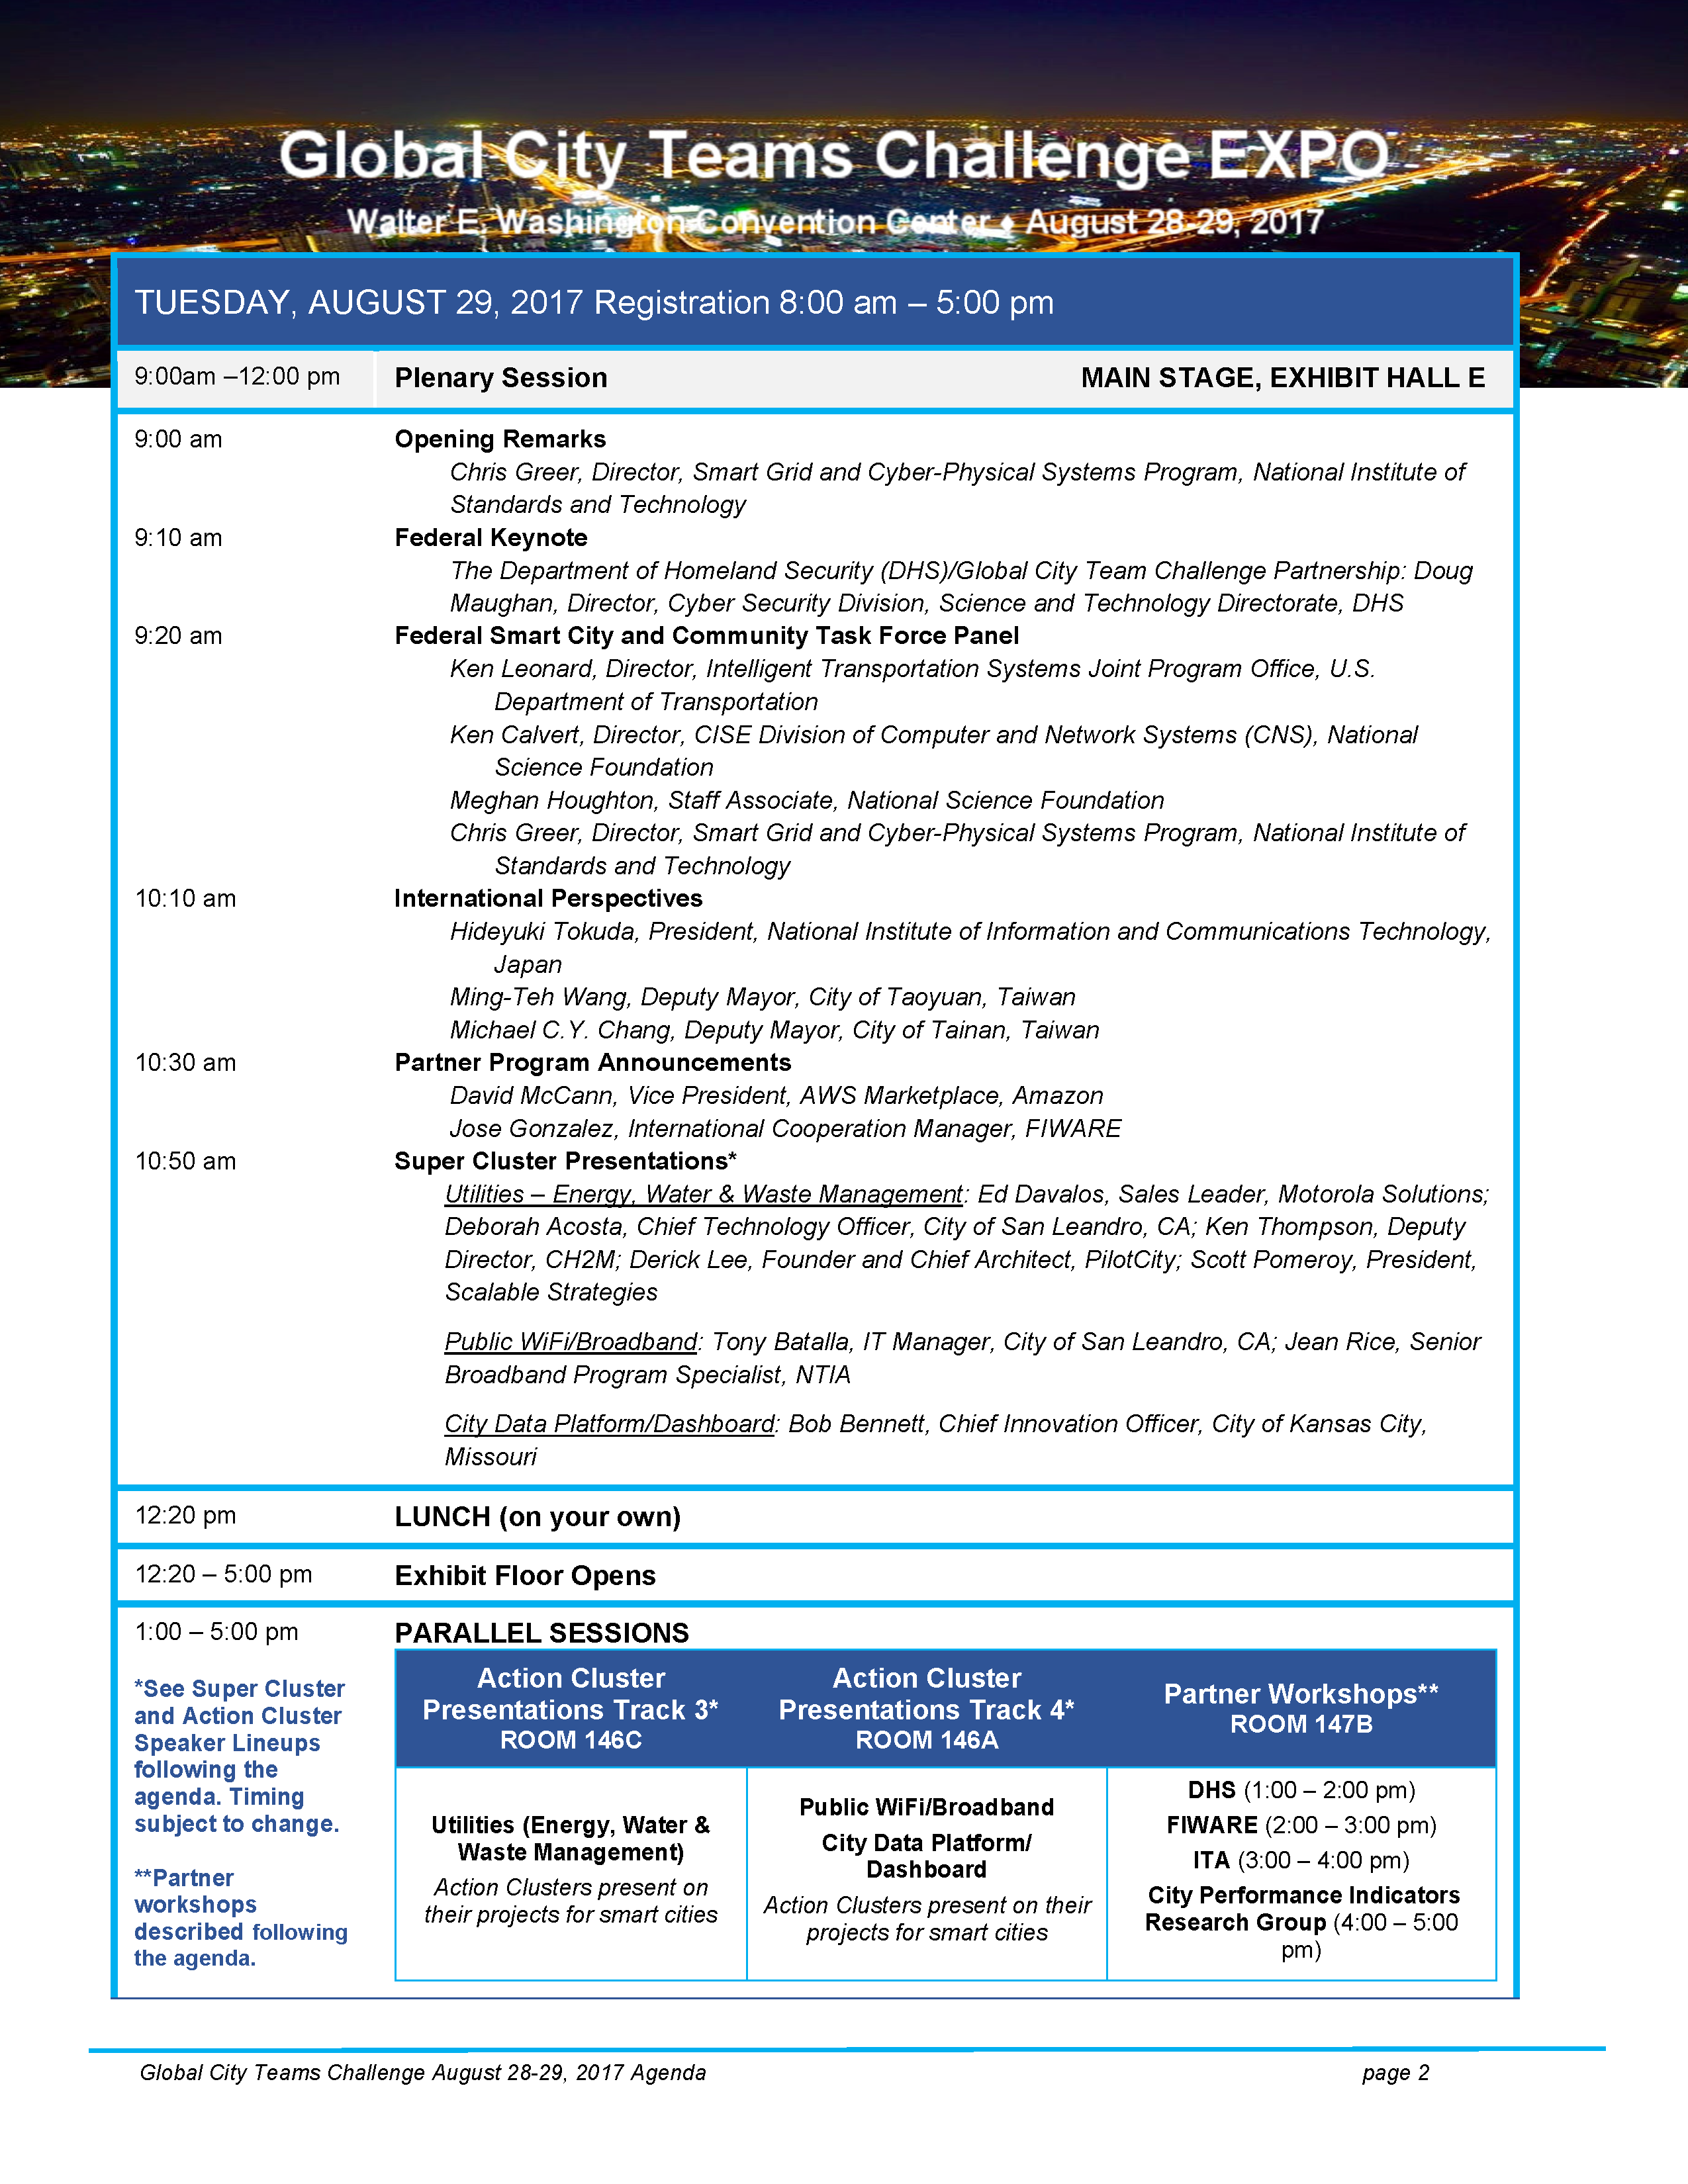 Global City Teams Challenge EXPO
Walter E. Washington Convention Center ♦ August 28-29, 2017
TUESDAY, AUGUST 29, 2017 Registration 8:00 am – 5:00 pm
9:00am –12:00 pm Plenary Session MAIN STAGE, EXHIBIT HALL E
9:00 am Opening Remarks
Chris Greer, Director, Smart Grid and Cyber-Physical Systems Program, National Institute of
Standards and Technology
9:10 am Federal Keynote
The Department of Homeland Security (DHS)/Global City Team Challenge Partnership: Doug
Maughan, Director, Cyber Security Division, Science and Technology Directorate, DHS
9:20 am Federal Smart City and Community Task Force Panel
Ken Leonard, Director, Intelligent Transportation Systems Joint Program Office, U.S.
Department of Transportation
Ken Calvert, Director, CISE Division of Computer and Network Systems (CNS), National
Science Foundation
Meghan Houghton, Staff Associate, National Science Foundation
Chris Greer, Director, Smart Grid and Cyber-Physical Systems Program, National Institute of
Standards and Technology
10:10 am International Perspectives
Hideyuki Tokuda, President, National Institute of Information and Communications Technology,
Japan
Ming-Teh Wang, Deputy Mayor, City of Taoyuan, Taiwan
Michael C.Y. Chang, Deputy Mayor, City of Tainan, Taiwan
10:30 am Partner Program Announcements
David McCann, Vice President, AWS Marketplace, Amazon
Jose Gonzalez, International Cooperation Manager, FIWARE
10:50 am Super Cluster Presentations*
Utilities – Energy, Water & Waste Management: Ed Davalos, Sales Leader, Motorola Solutions;
Deborah Acosta, Chief Technology Officer, City of San Leandro, CA; Ken Thompson, Deputy
Director, CH2M; Derick Lee, Founder and Chief Architect, PilotCity; Scott Pomeroy, President,
Scalable Strategies
Public WiFi/Broadband: Tony Batalla, IT Manager, City of San Leandro, CA; Jean Rice, Senior
Broadband Program Specialist, NTIA
City Data Platform/Dashboard: Bob Bennett, Chief Innovation Officer, City of Kansas City,
Missouri
12:20 pm LUNCH (on your own)
12:20 – 5:00 pm Exhibit Floor Opens
1:00 – 5:00 pm PARALLEL SESSIONS
*See Super Cluster
and Action Cluster
Speaker Lineups
following the
agenda. Timing
subject to change.
**Partner
workshops
described following
the agenda.
Action Cluster
Presentations Track 3*
ROOM 146C
Action Cluster
Presentations Track 4*
ROOM 146A
Partner Workshops**
ROOM 147B
Utilities (Energy, Water &
Waste Management)
Action Clusters present on
their projects for smart cities
Public WiFi/Broadband
City Data Platform/
Dashboard
Action Clusters present on their
projects for smart cities
DHS (1:00 – 2:00 pm)
FIWARE (2:00 – 3:00 pm)
ITA (3:00 – 4:00 pm)
City Performance Indicators
Research Group (4:00 – 5:00
pm)
Global City Teams Challenge August 28-29, 2017 Agenda page 2